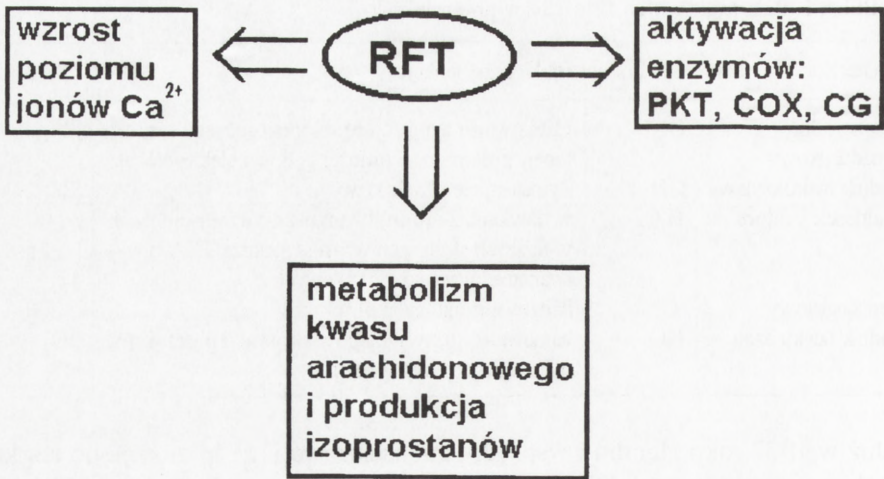 wzrost
poziomu
jonów Ca²⁺
RFT
aktywacja
enzymów:
PKT, COX, CG
metabolizm
kwasu
arachidonowego
i produkcja
izoprostanów